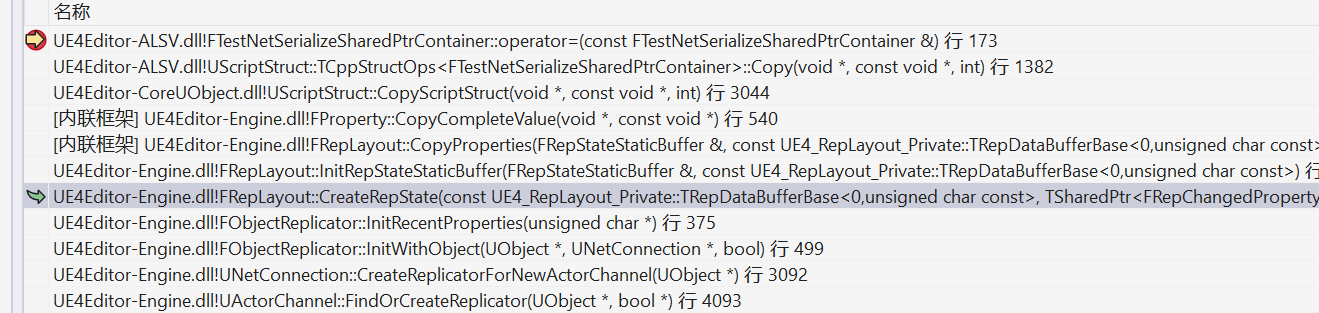 名称
UE4Editor-ALSV.dll!FTestNetSerializeSharedPtrContainer::operator=(const FTestNetSerializeSharedPtrContainer &) 行 173
UE4Editor-ALSV.dll!UScriptStruct::TCppStructOps<FTestNetSerializeSharedPtrContainer>::Copy(void *, const void *, int) 行 1382
UE4Editor-CoreUObject.dll!UScriptStruct::CopyScriptStruct(void *, const void *, int) 行 3044
[内联框架] UE4Editor-Engine.dll!FProperty::CopyCompleteValue(void *, const void *) 行 540
[内联框架] UE4Editor-Engine.dll!FRepLayout::CopyProperties(FRepStateStaticBuffer &, const UE4_RepLayout_Private::TRepDataBufferBase<0,unsigned char const>
UE4Editor-Engine.dll!FRepLayout::InitRepStateStaticBuffer(FRepStateStaticBuffer &, const UE4_RepLayout_Private::TRepDataBufferBase<0,unsigned char const>) 行
UE4Editor-Engine.dll!FRepLayout::CreateRepState(const UE4_RepLayout_Private::TRepDataBufferBase<0,unsigned char const>, TSharedPtr<FRepChangedProperty
UE4Editor-Engine.dll!FObjectReplicator::InitRecentProperties(unsigned char *) 行 375
UE4Editor-Engine.dll!FObjectReplicator::InitWithObject(UObject *, UNetConnection *, bool) 行 499
UE4Editor-Engine.dll!UNetConnection::CreateReplicatorForNewActorChannel(UObject *) 行 3092
UE4Editor-Engine.dll!UActorChannel::FindOrCreateReplicator(UObject *, bool *) 行 4093